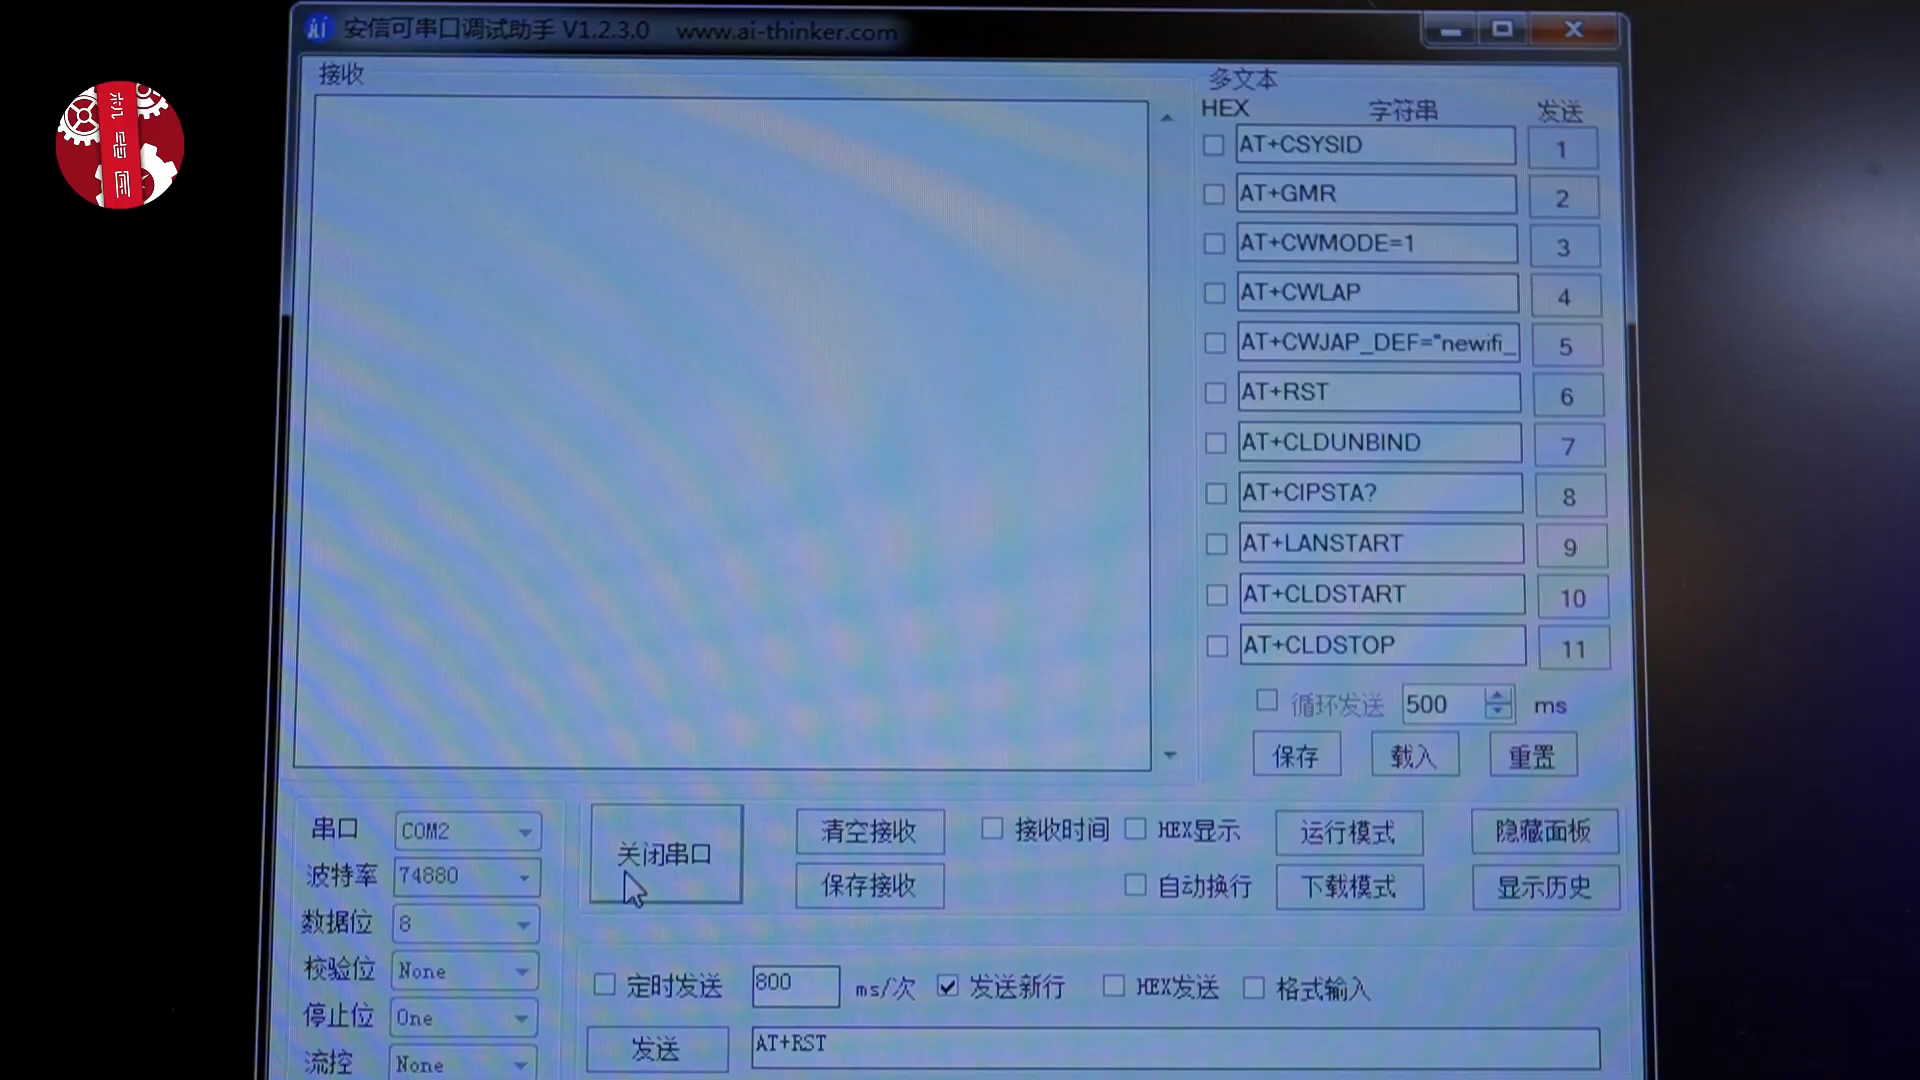 安信可串口调试助手 V1.2.3.0 www.ai-thinker.com
接收
多文本
HEX 字符串 发送
AT+CSYSID 1
AT+GMR 2
AT+CWMODE=1 3
AT+CWLAP 4
AT+CWJAP_DEF="newifi_ 5
AT+RST 6
AT+CLDUNBIND 7
AT+CIPSTA? 8
AT+LANSTART 9
AT+CLDSTART 10
AT+CLDSTOP 11
循环发送 500 ms
保存 载入 重置
串口 COM2
波特率 74880
数据位 8
校验位 None
停止位 One
流控 None
关闭串口
清空接收 接收时间 HEX显示 运行模式 隐藏面板
保存接收 自动换行 下载模式 显示历史
定时发送 800 ms/次 发送新行 HEX发送 格式输入
发送 AT+RST